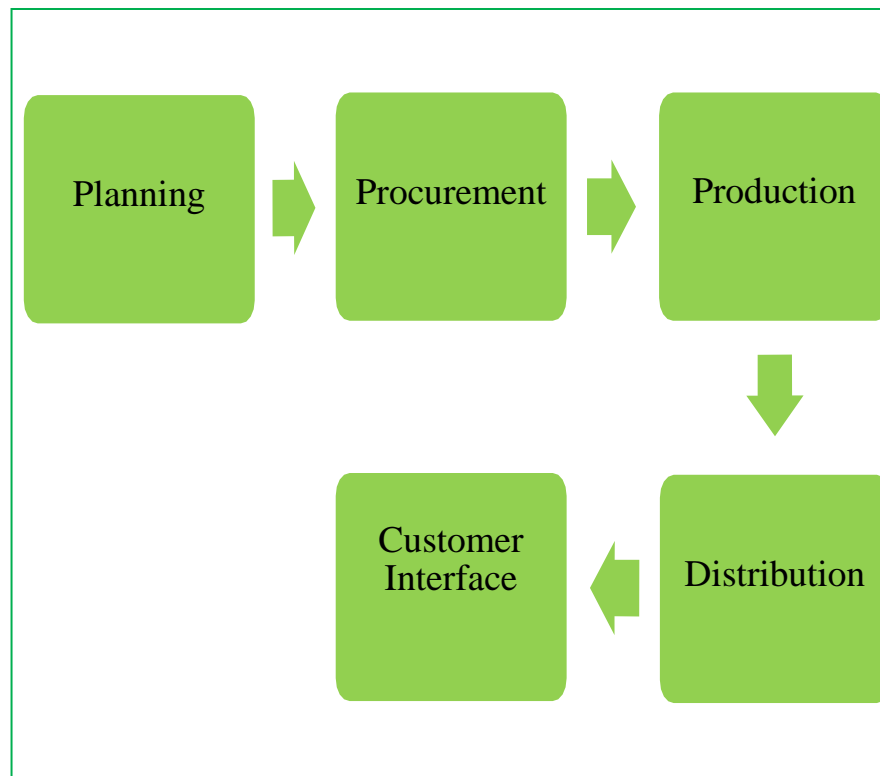 Planning
Procurement
Production
Distribution
Customer
Interface